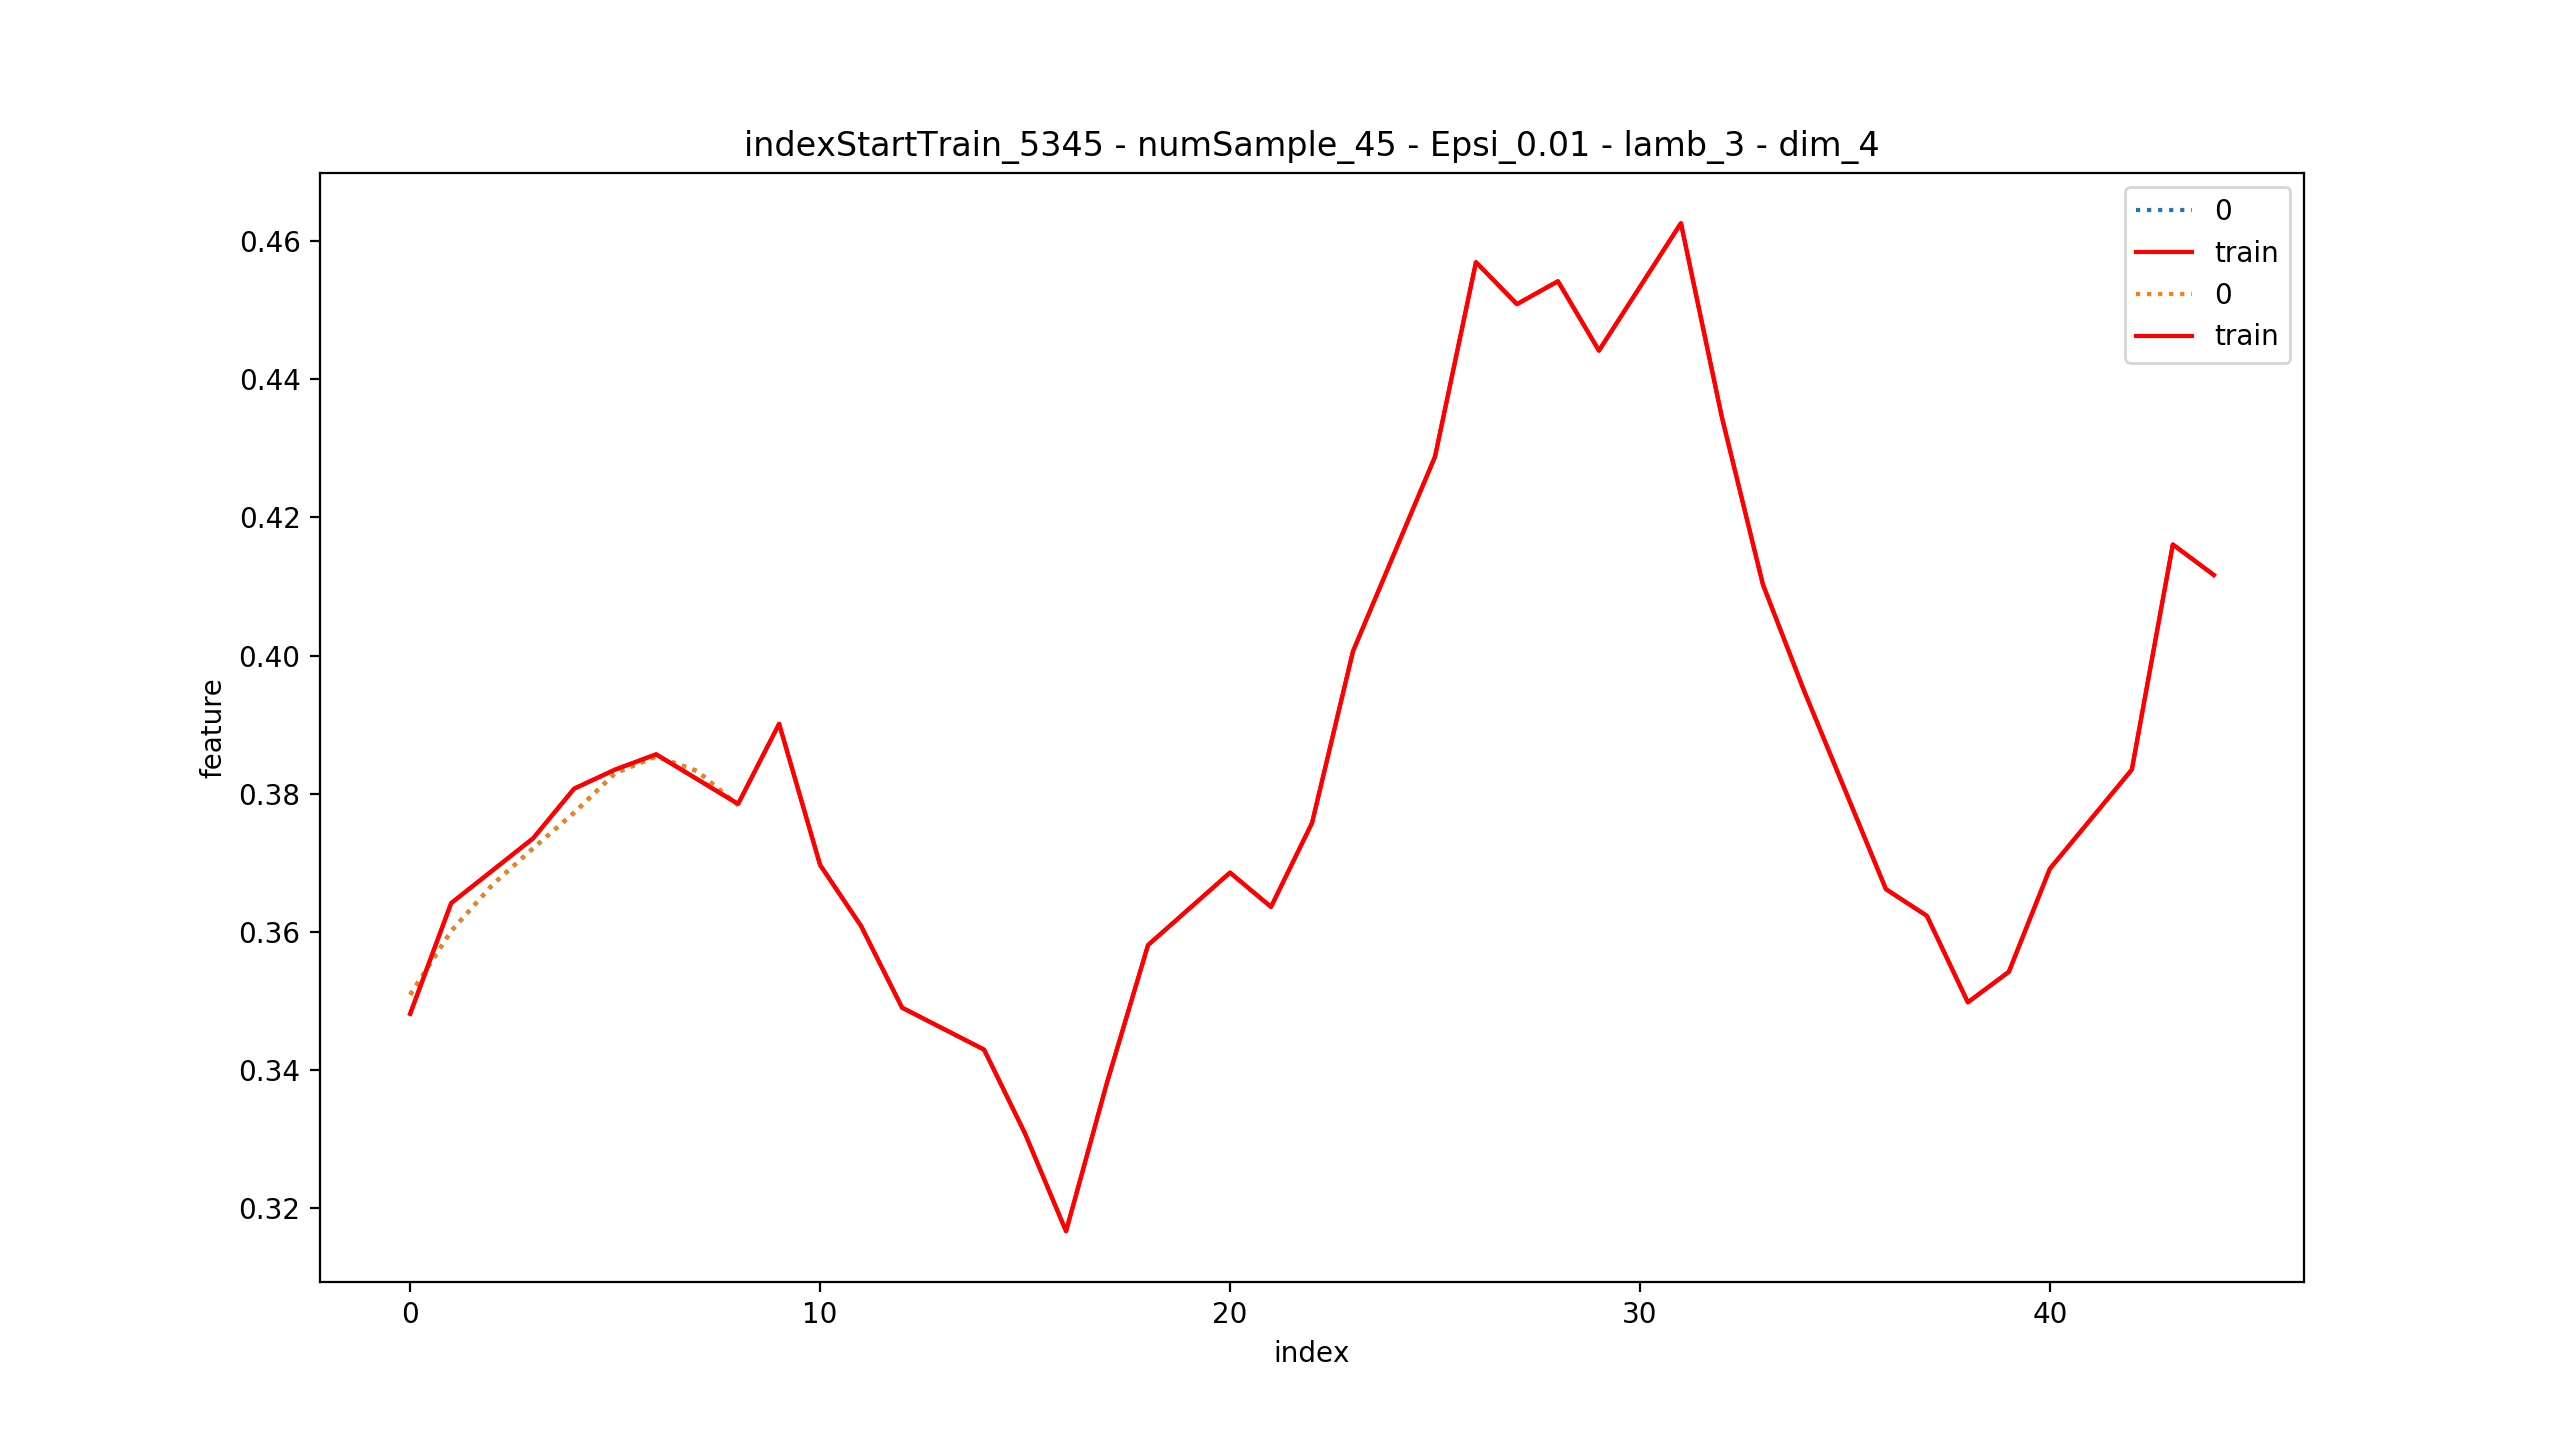 indexStartTrain_5345 - numSample_45 - Epsi_0.01 - lamb_3 - dim_4
0
train
0
train
0.46
0.44
0.42
0.40
0.38
0.36
0.34
0.32
feature
0 10 20 30 40
index